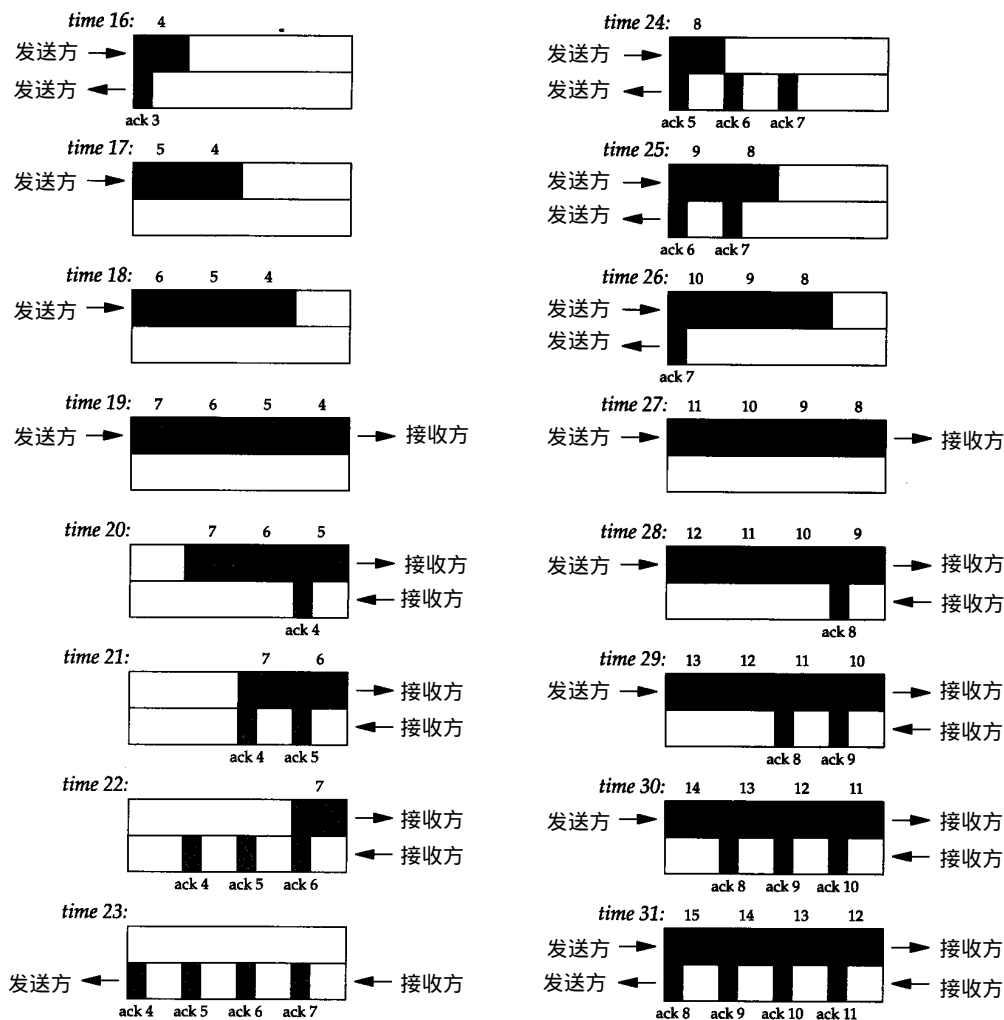 time 16: 4
发送方
发送方
ack 3
time 17: 5 4
发送方
time 18: 6 5 4
发送方
time 19: 7 6 5 4
发送方 接收方
time 20: 7 6 5
接收方
接收方
ack 4
time 21: 7 6
接收方
接收方
ack 4 ack 5
time 22: 7
接收方
接收方
ack 4 ack 5 ack 6
time 23:
发送方 接收方
ack 4 ack 5 ack 6 ack 7
time 24: 8
发送方
发送方
ack 5 ack 6 ack 7
time 25: 9 8
发送方
发送方
ack 6 ack 7
time 26: 10 9 8
发送方
发送方
ack 7
time 27: 11 10 9 8
发送方 接收方
time 28: 12 11 10 9
发送方 接收方
接收方
ack 8
time 29: 13 12 11 10
发送方 接收方
接收方
ack 8 ack 9
time 30: 14 13 12 11
发送方 接收方
接收方
ack 8 ack 9 ack 10
time 31: 15 14 13 12
发送方 接收方
发送方 接收方
ack 8 ack 9 ack 10 ack 11